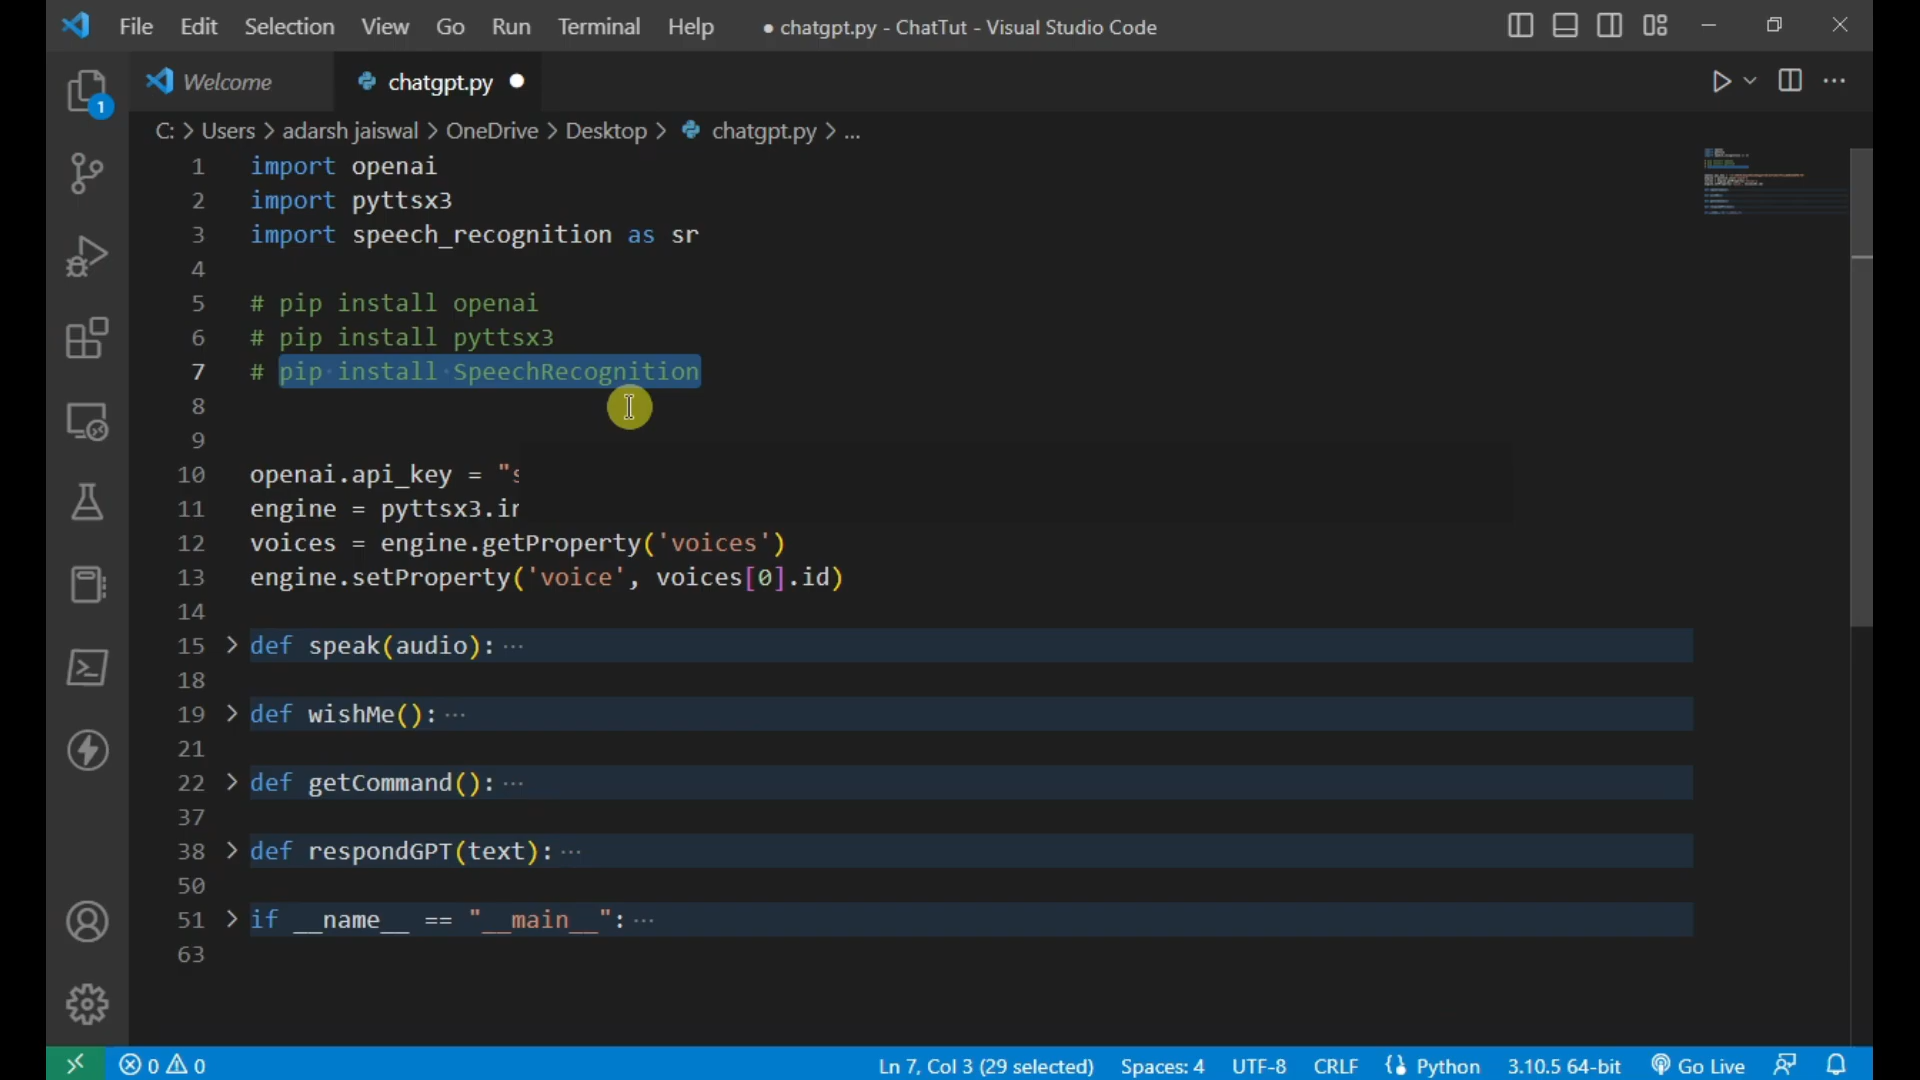 File Edit Selection View Go Run Terminal Help ● chatgpt.py - ChatTut - Visual Studio Code
Welcome chatgpt.py
C: > Users > adarsh jaiswal > OneDrive > Desktop > chatgpt.py > ...
1
1 import openai
2 import pyttsx3
3 import speech_recognition as sr
4
5 # pip install openai
6 # pip install pyttsx3
7 # pip install SpeechRecognition
8
9
10 openai.api_key = "s
11 engine = pyttsx3.in
12 voices = engine.getProperty('voices')
13 engine.setProperty('voice', voices[0].id)
14
15 > def speak(audio): ...
18
19 > def wishMe(): ...
21
22 > def getCommand(): ...
37
38 > def respondGPT(text): ...
50
51 > if __name__ == "__main__": ...
63
0 0 Ln 7, Col 3 (29 selected) Spaces: 4 UTF-8 CRLF Python 3.10.5 64-bit Go Live